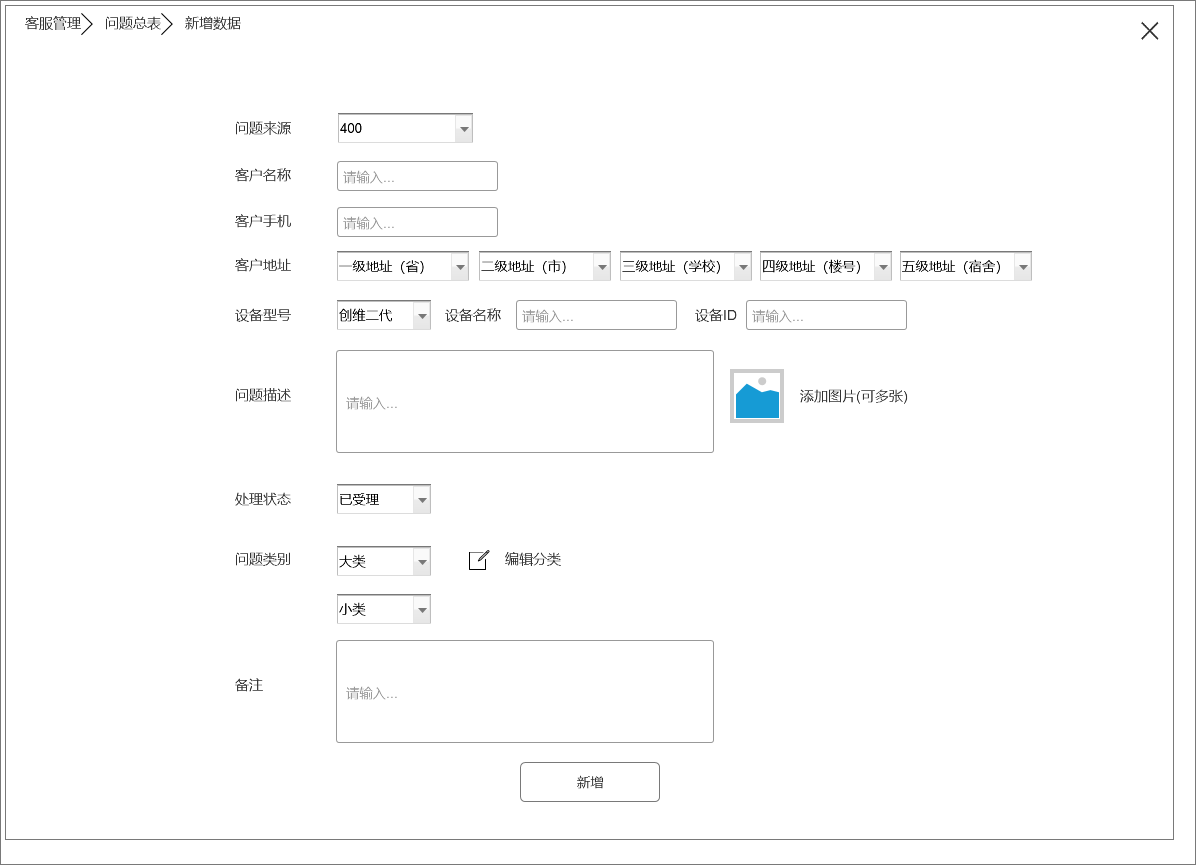 客服管理 问题总表 新增数据
问题来源 400
客户名称 请输入...
客户手机 请输入...
客户地址 一级地址（省） 二级地址（市） 三级地址（学校） 四级地址（楼号） 五级地址（宿舍）
设备型号 创维二代 设备名称 请输入... 设备ID 请输入...
问题描述 请输入... 添加图片(可多张)
处理状态 已受理
问题类别 大类 编辑分类
小类
备注 请输入...
新增